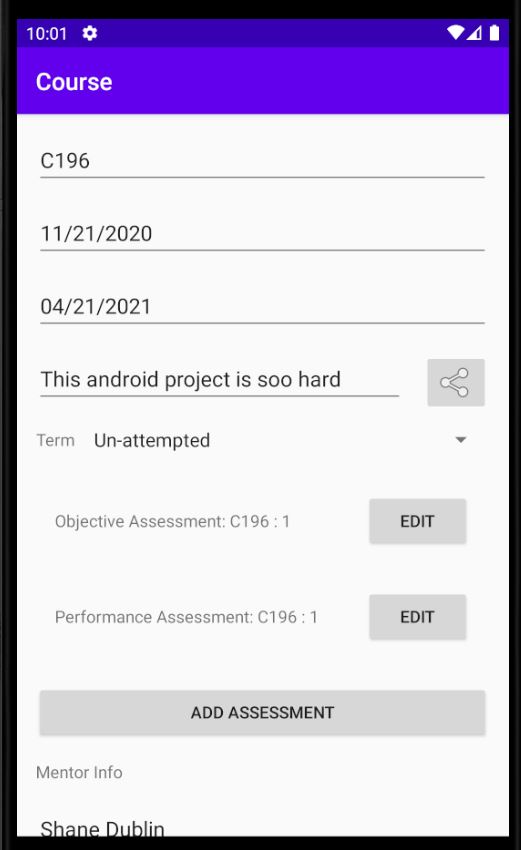 10:01
Course
C196
11/21/2020
04/21/2021
This android project is soo hard
Term Un-attempted
Objective Assessment: C196 : 1 EDIT
Performance Assessment: C196 : 1 EDIT
ADD ASSESSMENT
Mentor Info
Shane Dublin